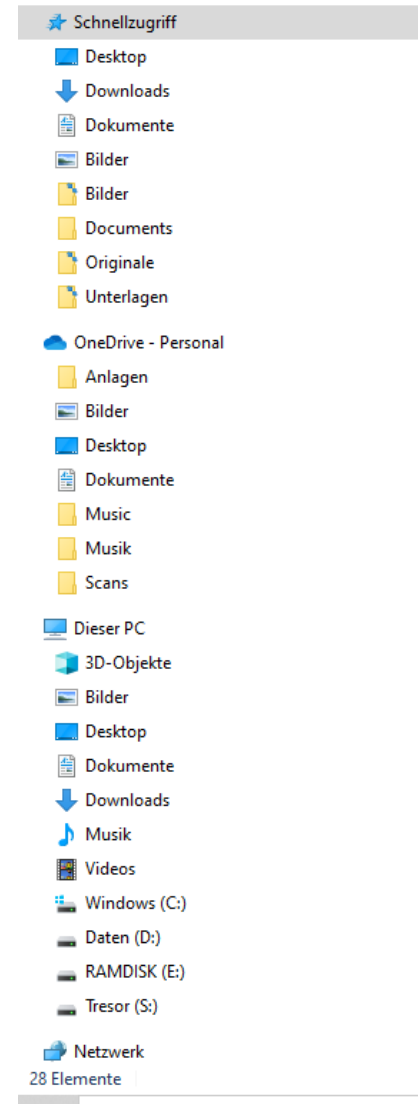 Schnellzugriff
Desktop
Downloads
Dokumente
Bilder
Bilder
Documents
Originale
Unterlagen
OneDrive - Personal
Anlagen
Bilder
Desktop
Dokumente
Music
Musik
Scans
Dieser PC
3D-Objekte
Bilder
Desktop
Dokumente
Downloads
Musik
Videos
Windows (C:)
Daten (D:)
RAMDISK (E:)
Tresor (S:)
Netzwerk
28 Elemente